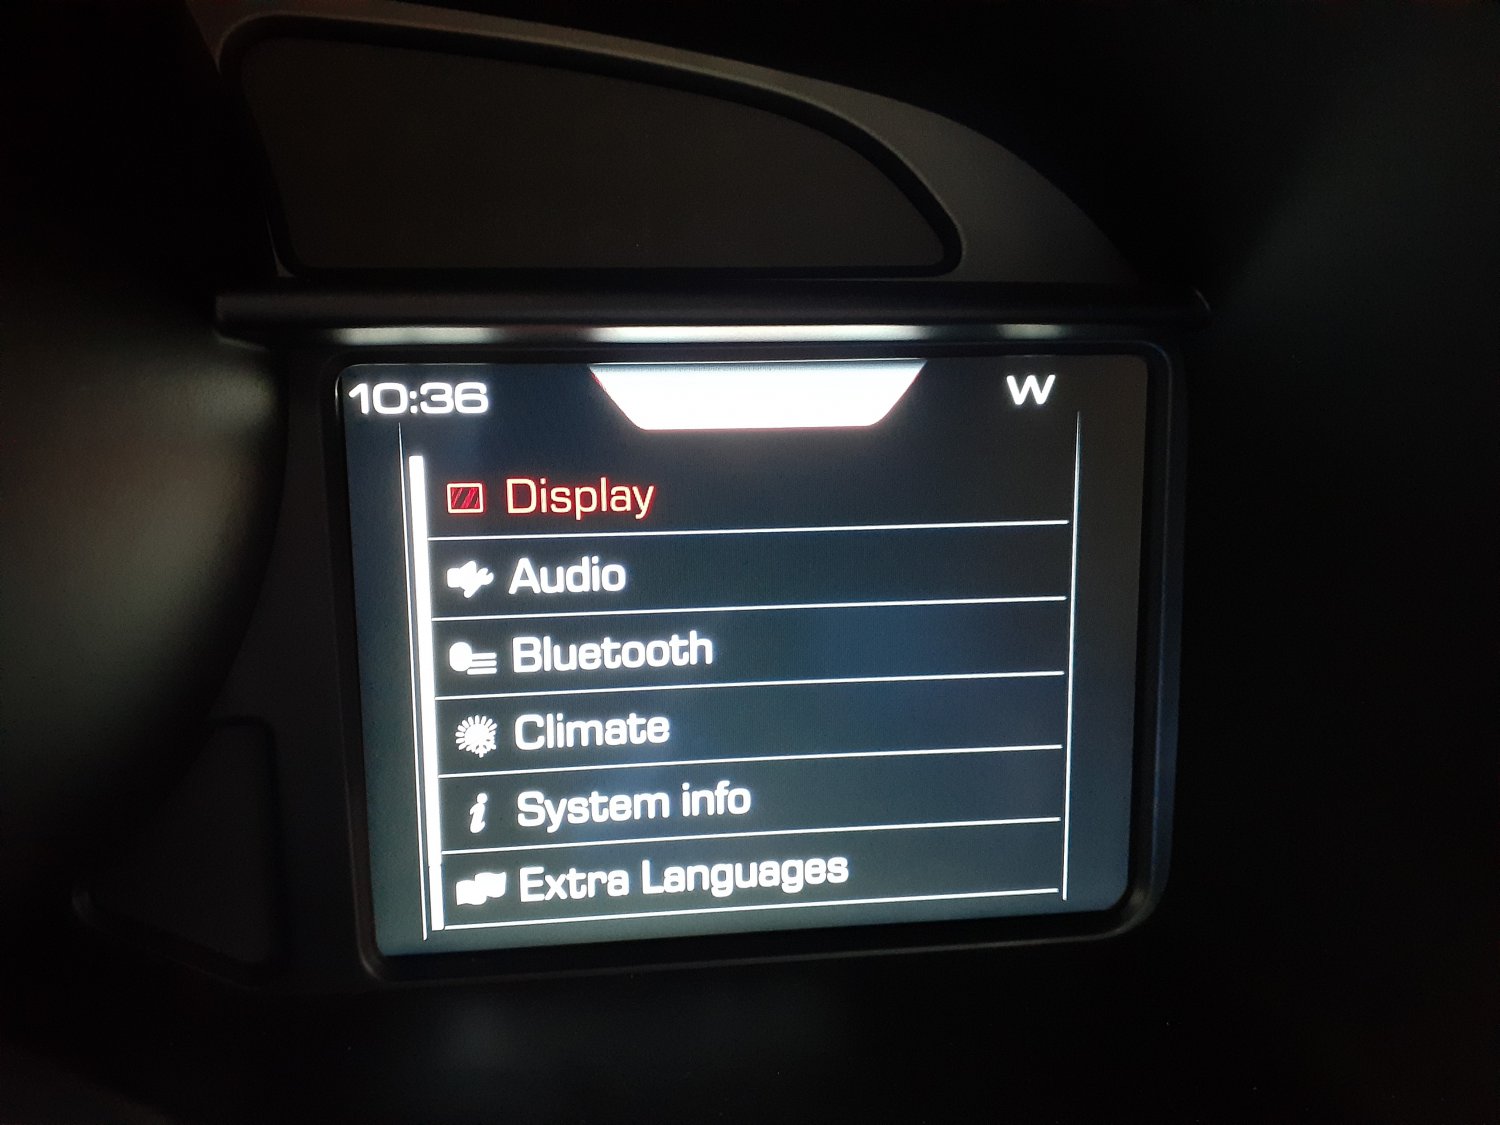 10:36
W
Display
Audio
Bluetooth
Climate
System info
Extra Languages